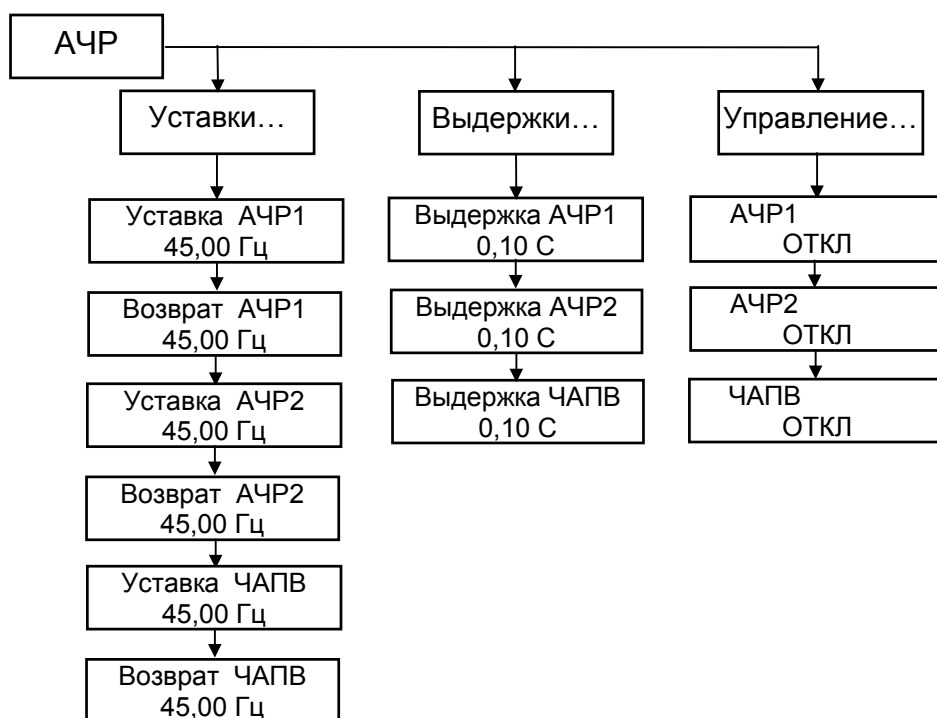 АЧР
Уставки...
Уставка АЧР1
45,00 Гц
Возврат АЧР1
45,00 Гц
Уставка АЧР2
45,00 Гц
Возврат АЧР2
45,00 Гц
Уставка ЧАПВ
45,00 Гц
Возврат ЧАПВ
45,00 Гц
Выдержки...
Выдержка АЧР1
0,10 С
Выдержка АЧР2
0,10 С
Выдержка ЧАПВ
0,10 С
Управление...
АЧР1
ОТКЛ
АЧР2
ОТКЛ
ЧАПВ
ОТКЛ